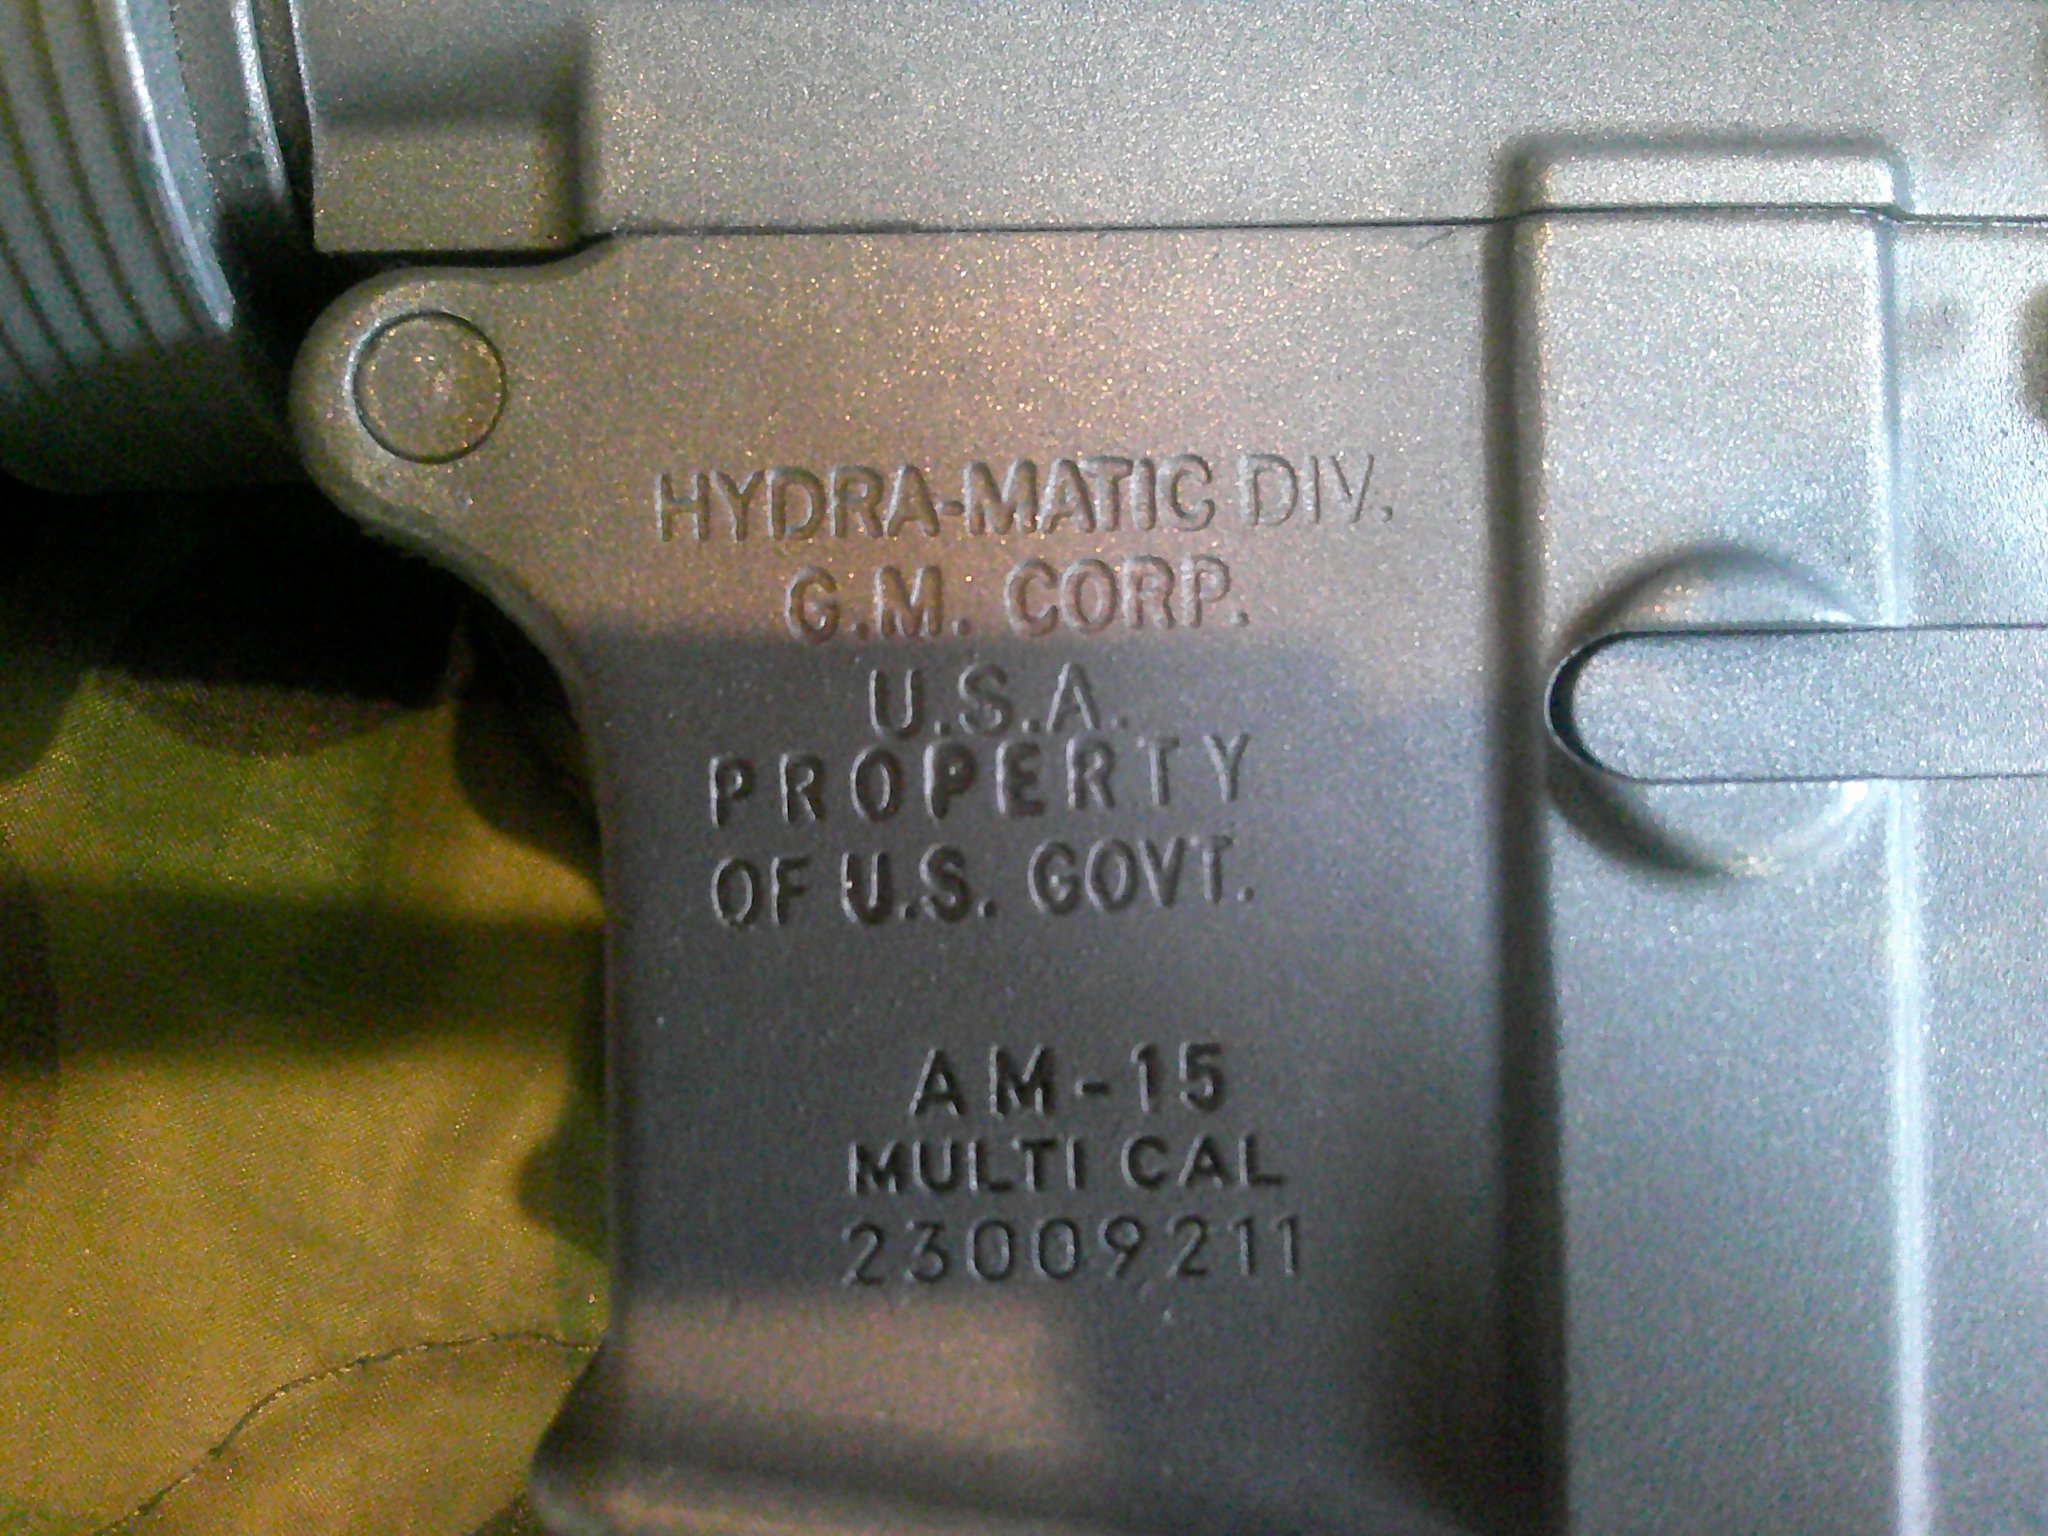 HYDRA-MATIC DIV.
G.M. CORP.
U.S.A.
PROPERTY
OF U.S. GOVT.
AM-15
MULTI CAL
23009211